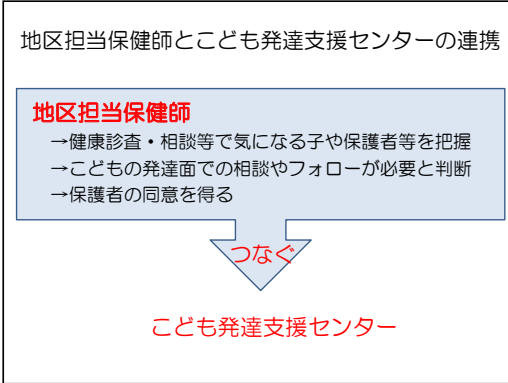 地区担当保健師とこども発達支援センターの連携
地区担当保健師
→健康診査・相談等で気になる子や保護者等を把握
→こどもの発達面での相談やフォローが必要と判断
→保護者の同意を得る
つなぐ
こども発達支援センター